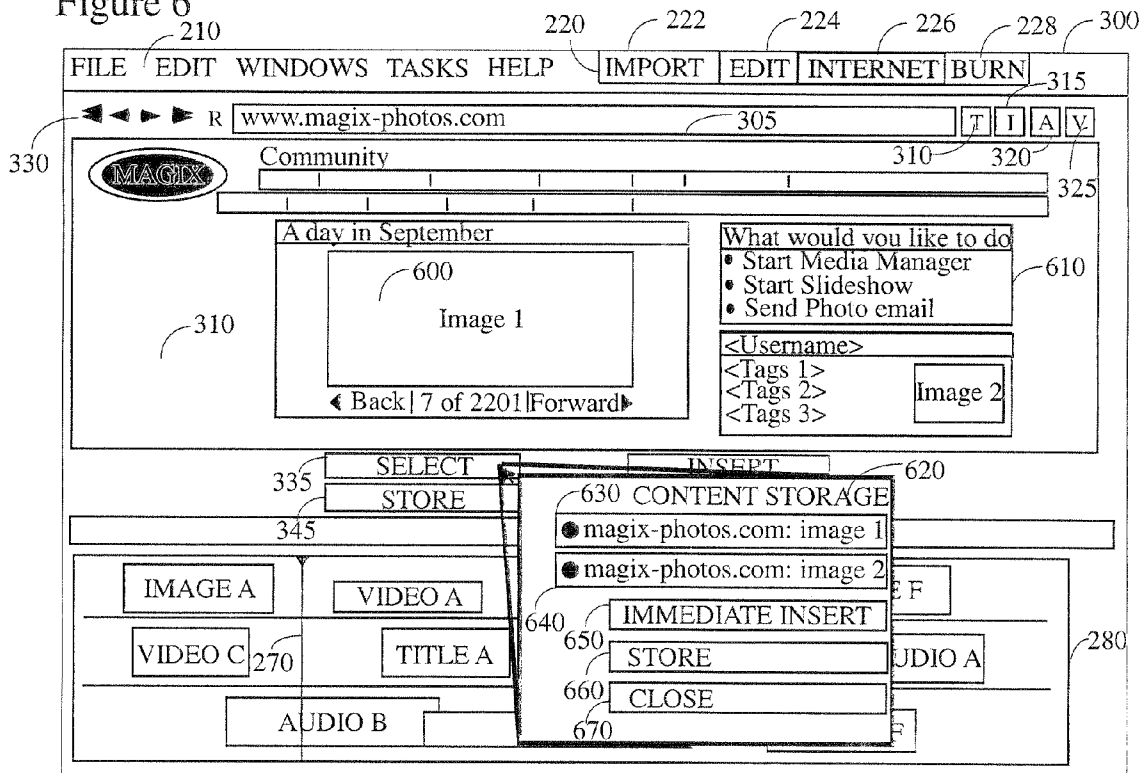 Figure 6
210 220 222 224 226 228 300
FILE EDIT WINDOWS TASKS HELP IMPORT EDIT INTERNET BURN
315
R www.magix-photos.com 305 T I A V
330 310 320 325
MAGIX Community
A day in September
What would you like to do
• Start Media Manager
• Start Slideshow
• Send Photo email
610
600
Image 1
310
◀ Back | 7 of 2201 | Forward ▶
<Username>
<Tags 1>
<Tags 2>
<Tags 3>
Image 2
335 SELECT INSERT 620
345 STORE
630 CONTENT STORAGE
magix-photos.com: image 1
magix-photos.com: image 2
640
650 IMMEDIATE INSERT
660 STORE
670 CLOSE
IMAGE A VIDEO A E F
VIDEO C 270 TITLE A UDIO A 280
AUDIO B F